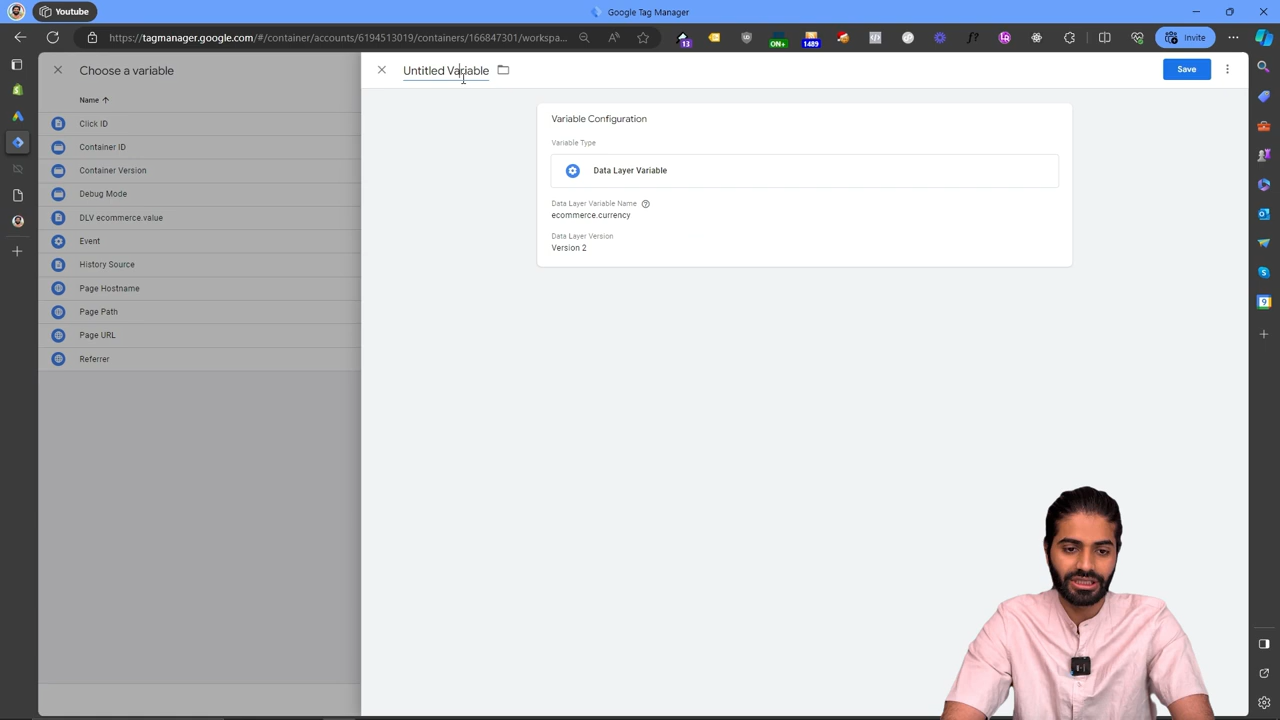 Youtube
Google Tag Manager
https://tagmanager.google.com/#/container/accounts/6194513019/containers/166847301/workspa...
13
ON+
1489
f?
Invite
Choose a variable
Untitled Variable
Save
Name
Click ID
Container ID
Container Version
Debug Mode
DLV ecommerce.value
Event
History Source
Page Hostname
Page Path
Page URL
Referrer
Variable Configuration
Variable Type
Data Layer Variable
Data Layer Variable Name
ecommerce.currency
Data Layer Version
Version 2